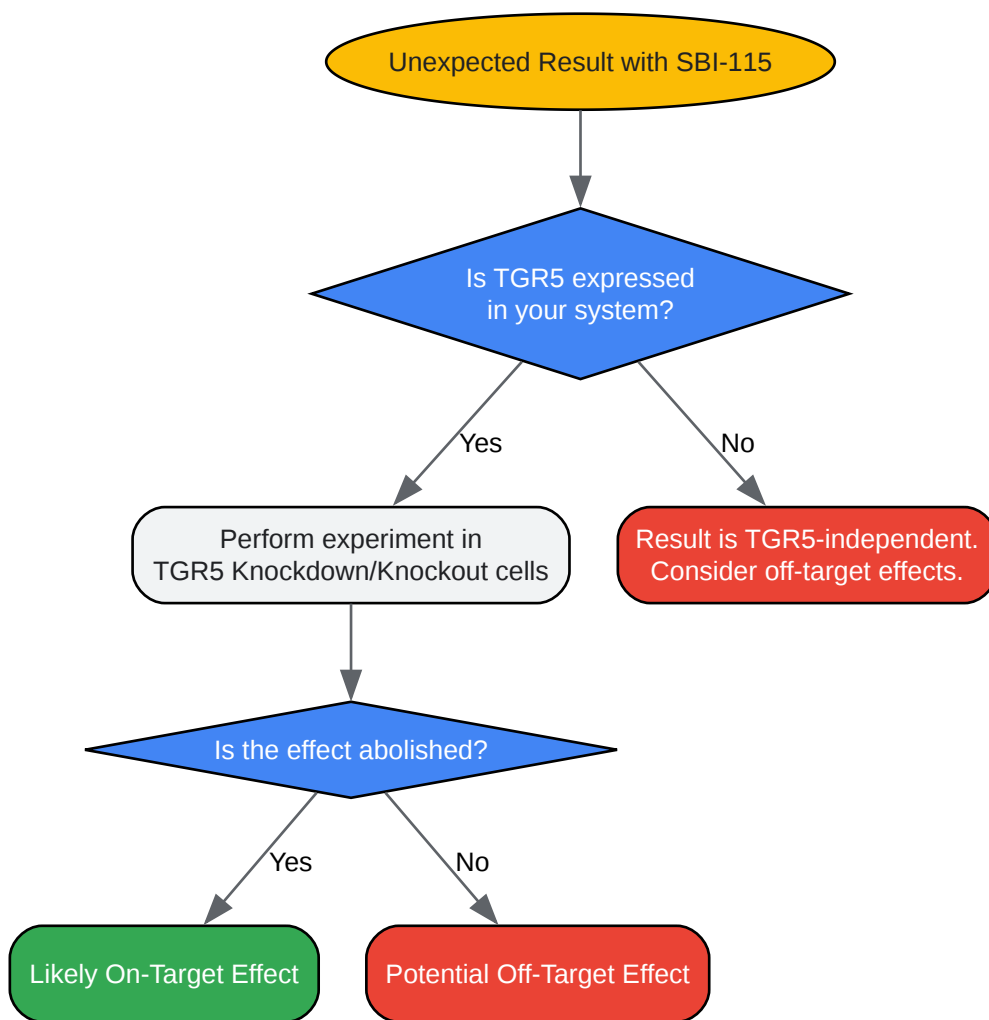 Unexpected Result with SBI-115
Is TGR5 expressed
in your system?
Yes
No
Perform experiment in
TGR5 Knockdown/Knockout cells
Result is TGR5-independent.
Consider off-target effects.
Is the effect abolished?
Yes
No
Likely On-Target Effect
Potential Off-Target Effect